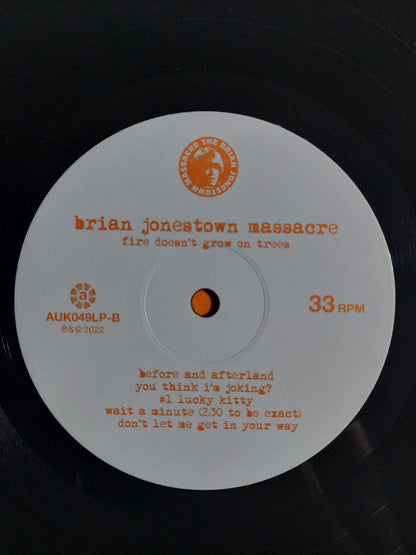 THE BRIAN JONESTOWN MASSACRE
brian jonestown massacre
fire doesn't grow on trees
a
AUK049LP-B
℗&© 2022
33 RPM
before and afterland
you think i'm joking?
#1 lucky kitty
wait a minute (2.30 to be exact)
don't let me get in your way